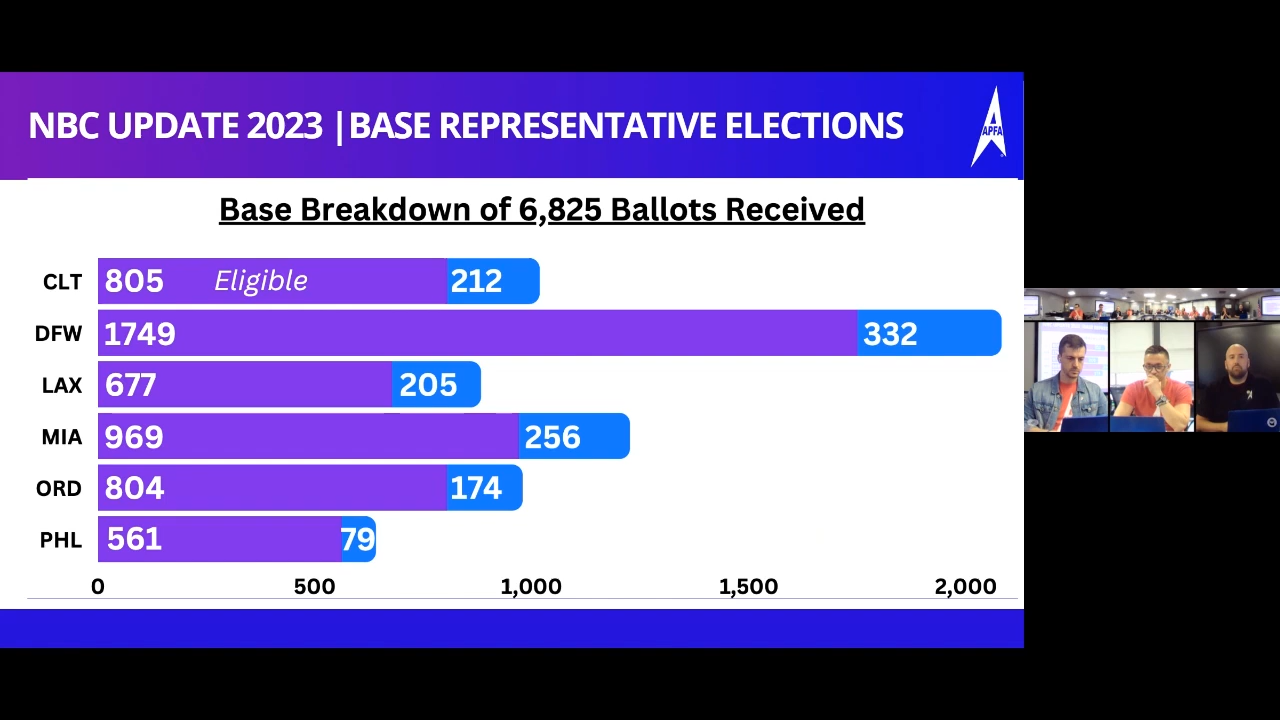 NBC UPDATE 2023 | BASE REPRESENTATIVE ELECTIONS
APFA
Base Breakdown of 6,825 Ballots Received
CLT 805 Eligible 212
DFW 1749 332
LAX 677 205
MIA 969 256
ORD 804 174
PHL 561 79
0 500 1,000 1,500 2,000